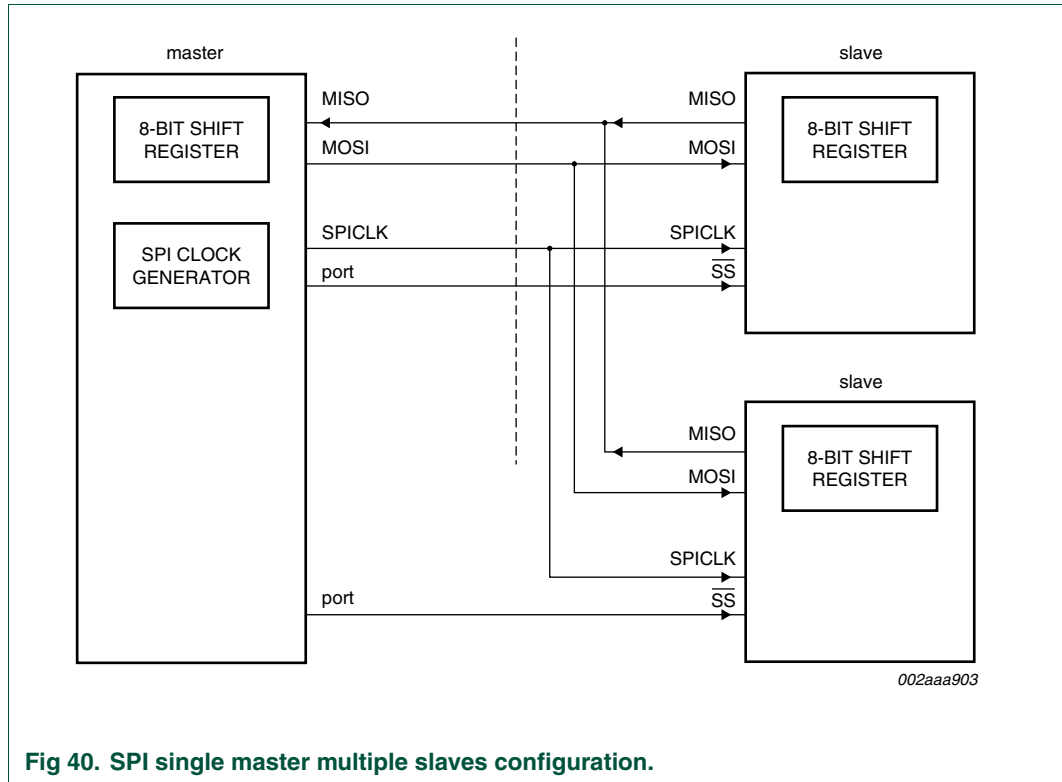 master
slave
MISO
MISO
8-BIT SHIFT
REGISTER
8-BIT SHIFT
REGISTER
MOSI
MOSI
SPICLK
SPICLK
SPI CLOCK
GENERATOR
port
S̅S̅
slave
MISO
8-BIT SHIFT
REGISTER
MOSI
SPICLK
port
S̅S̅
002aaa903
Fig 40. SPI single master multiple slaves configuration.